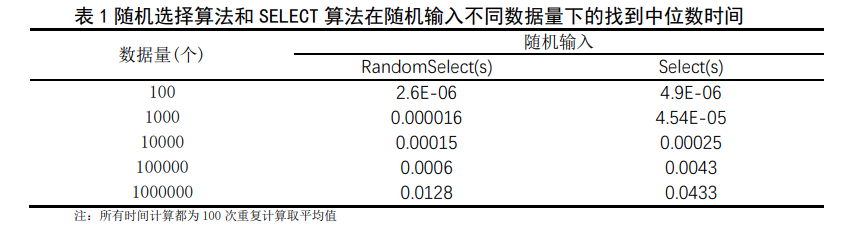 表 1 随机选择算法和 SELECT 算法在随机输入不同数据量下的找到中位数时间
数据量(个) 随机输入
RandomSelect(s) Select(s)
100 2.6E-06 4.9E-06
1000 0.000016 4.54E-05
10000 0.00015 0.00025
100000 0.0006 0.0043
1000000 0.0128 0.0433
注：所有时间计算都为 100 次重复计算取平均值